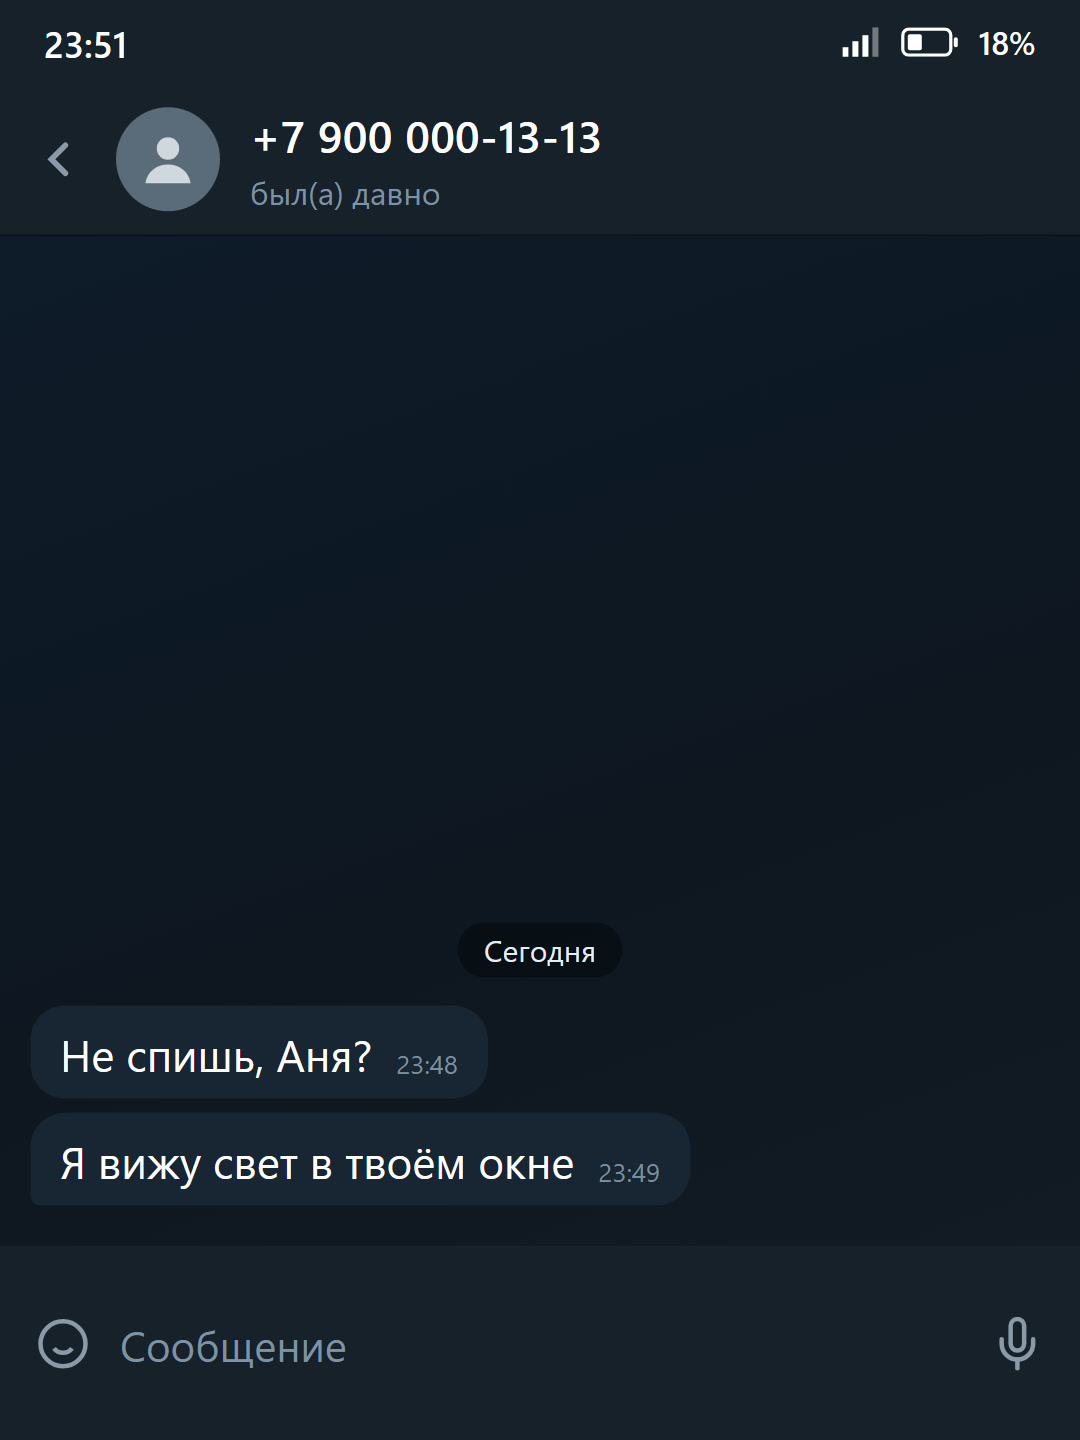 23:51 18%
+7 900 000-13-13
был(а) давно
Сегодня
Не спишь, Аня? 23:48
Я вижу свет в твоём окне 23:49
Сообщение